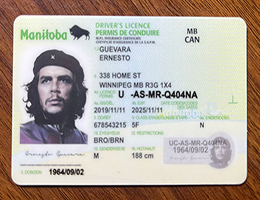 Manitoba
DRIVER'S LICENCE
PERMIS DE CONDUIRE
MB
CAN
GUEVARA
ERNESTO
338 HOME ST
WINNIPEG MB R3G 1X4
U -AS-MR-Q404NA
2019/11/11 2025/11/11
678543215 5F N
BRO/BRN
M 188 cm
1964/09/02
UC-AS-MR-Q404NA
1964/09/02